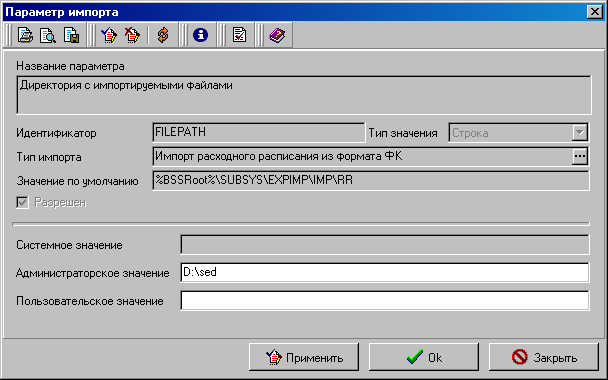 Параметр импорта
Название параметра
Директория с импортируемыми файлами
Идентификатор FILEPATH Тип значения Строка
Тип импорта Импорт расходного расписания из формата ФК ...
Значение по умолчанию %BSSRoot%\SUBSYS\EXPIMP\IMP\RR
Разрешен
Системное значение
Администраторское значение D:\sed
Пользовательское значение
Применить Ok Закрыть